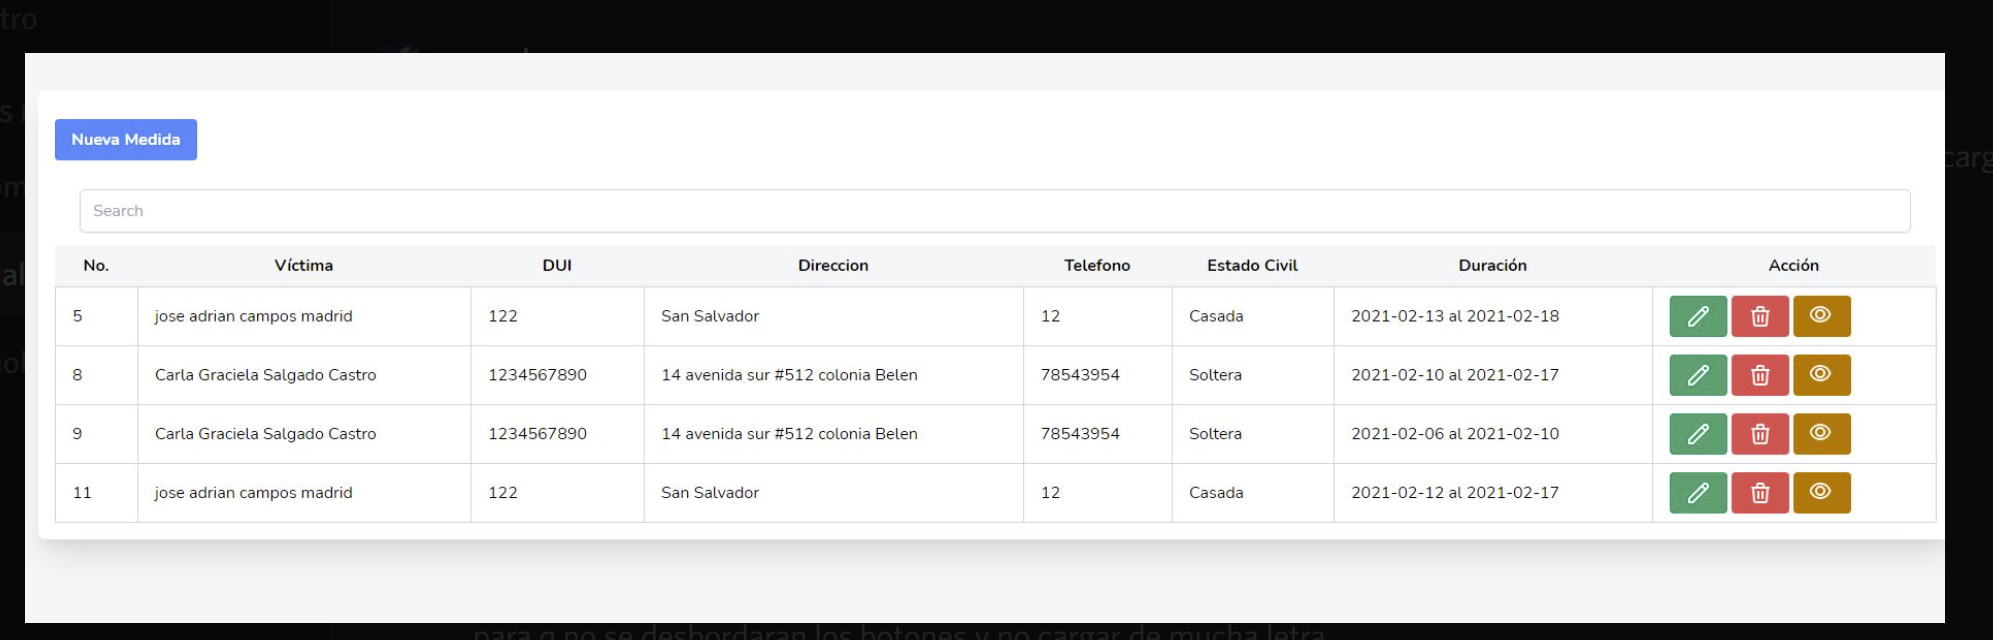 tro
Nueva Medida
carg
Search
No. Víctima DUI Direccion Telefono Estado Civil Duración Acción
5 jose adrian campos madrid 122 San Salvador 12 Casada 2021-02-13 al 2021-02-18
8 Carla Graciela Salgado Castro 1234567890 14 avenida sur #512 colonia Belen 78543954 Soltera 2021-02-10 al 2021-02-17
9 Carla Graciela Salgado Castro 1234567890 14 avenida sur #512 colonia Belen 78543954 Soltera 2021-02-06 al 2021-02-10
11 jose adrian campos madrid 122 San Salvador 12 Casada 2021-02-12 al 2021-02-17
para q no se desbordaran los botones y no cargar de mucha letra